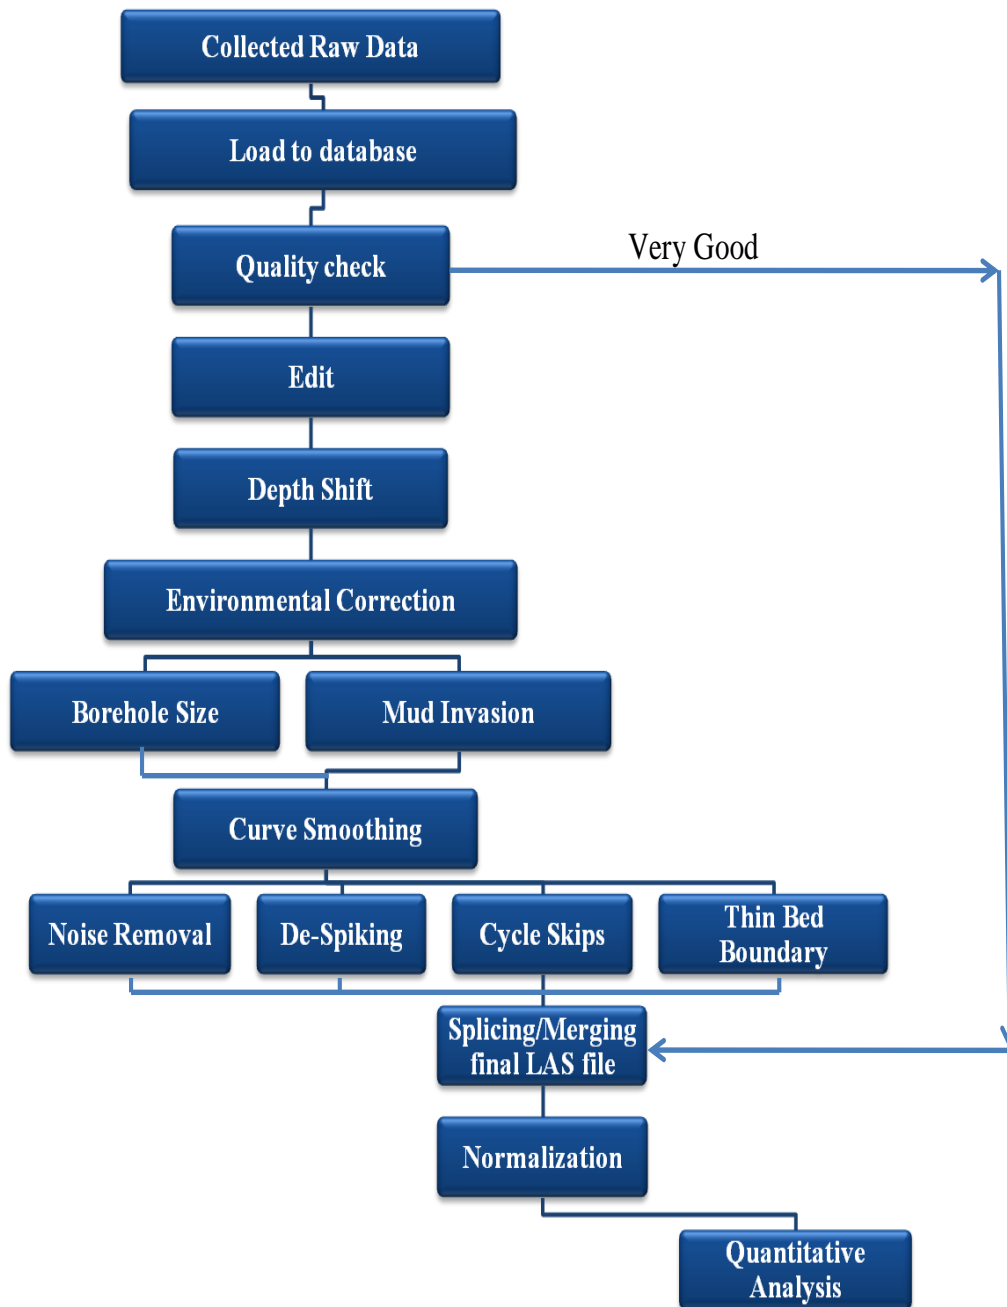 Collected Raw Data
Load to database
Quality check
Very Good
Edit
Depth Shift
Environmental Correction
Borehole Size
Mud Invasion
Curve Smoothing
Noise Removal
De-Spiking
Cycle Skips
Thin Bed
Boundary
Splicing/Merging
final LAS file
Normalization
Quantitative
Analysis